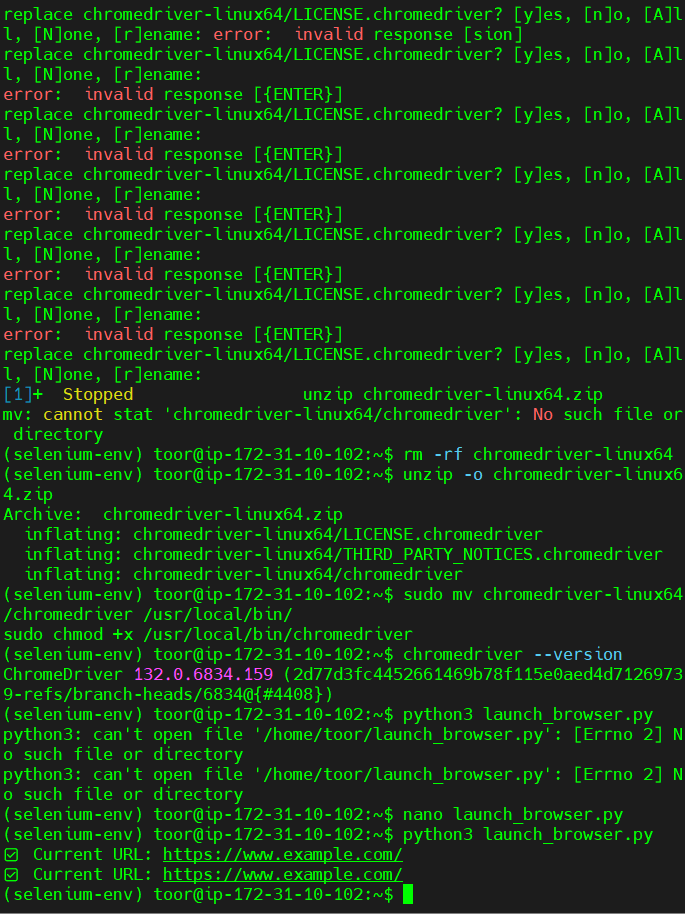 replace chromedriver-linux64/LICENSE.chromedriver? [y]es, [n]o, [A]l
l, [N]one, [r]ename: error:  invalid response [sion]
replace chromedriver-linux64/LICENSE.chromedriver? [y]es, [n]o, [A]l
l, [N]one, [r]ename:
error:  invalid response [{ENTER}]
replace chromedriver-linux64/LICENSE.chromedriver? [y]es, [n]o, [A]l
l, [N]one, [r]ename:
error:  invalid response [{ENTER}]
replace chromedriver-linux64/LICENSE.chromedriver? [y]es, [n]o, [A]l
l, [N]one, [r]ename:
error:  invalid response [{ENTER}]
replace chromedriver-linux64/LICENSE.chromedriver? [y]es, [n]o, [A]l
l, [N]one, [r]ename:
error:  invalid response [{ENTER}]
replace chromedriver-linux64/LICENSE.chromedriver? [y]es, [n]o, [A]l
l, [N]one, [r]ename:
error:  invalid response [{ENTER}]
replace chromedriver-linux64/LICENSE.chromedriver? [y]es, [n]o, [A]l
l, [N]one, [r]ename:
[1]+  Stopped                 unzip chromedriver-linux64.zip
mv: cannot stat 'chromedriver-linux64/chromedriver': No such file or
 directory
(selenium-env) toor@ip-172-31-10-102:~$ rm -rf chromedriver-linux64
(selenium-env) toor@ip-172-31-10-102:~$ unzip -o chromedriver-linux6
4.zip
Archive:  chromedriver-linux64.zip
  inflating: chromedriver-linux64/LICENSE.chromedriver
  inflating: chromedriver-linux64/THIRD_PARTY_NOTICES.chromedriver
  inflating: chromedriver-linux64/chromedriver
(selenium-env) toor@ip-172-31-10-102:~$ sudo mv chromedriver-linux64
/chromedriver /usr/local/bin/
sudo chmod +x /usr/local/bin/chromedriver
(selenium-env) toor@ip-172-31-10-102:~$ chromedriver --version
ChromeDriver 132.0.6834.159 (2d77d3fc4452661469b78f115e0aed4d7126973
9-refs/branch-heads/6834@{#4408})
(selenium-env) toor@ip-172-31-10-102:~$ python3 launch_browser.py
python3: can't open file '/home/toor/launch_browser.py': [Errno 2] N
o such file or directory
python3: can't open file '/home/toor/launch_browser.py': [Errno 2] N
o such file or directory
(selenium-env) toor@ip-172-31-10-102:~$ nano launch_browser.py
(selenium-env) toor@ip-172-31-10-102:~$ python3 launch_browser.py
☑ Current URL: https://www.example.com/
☑ Current URL: https://www.example.com/
(selenium-env) toor@ip-172-31-10-102:~$